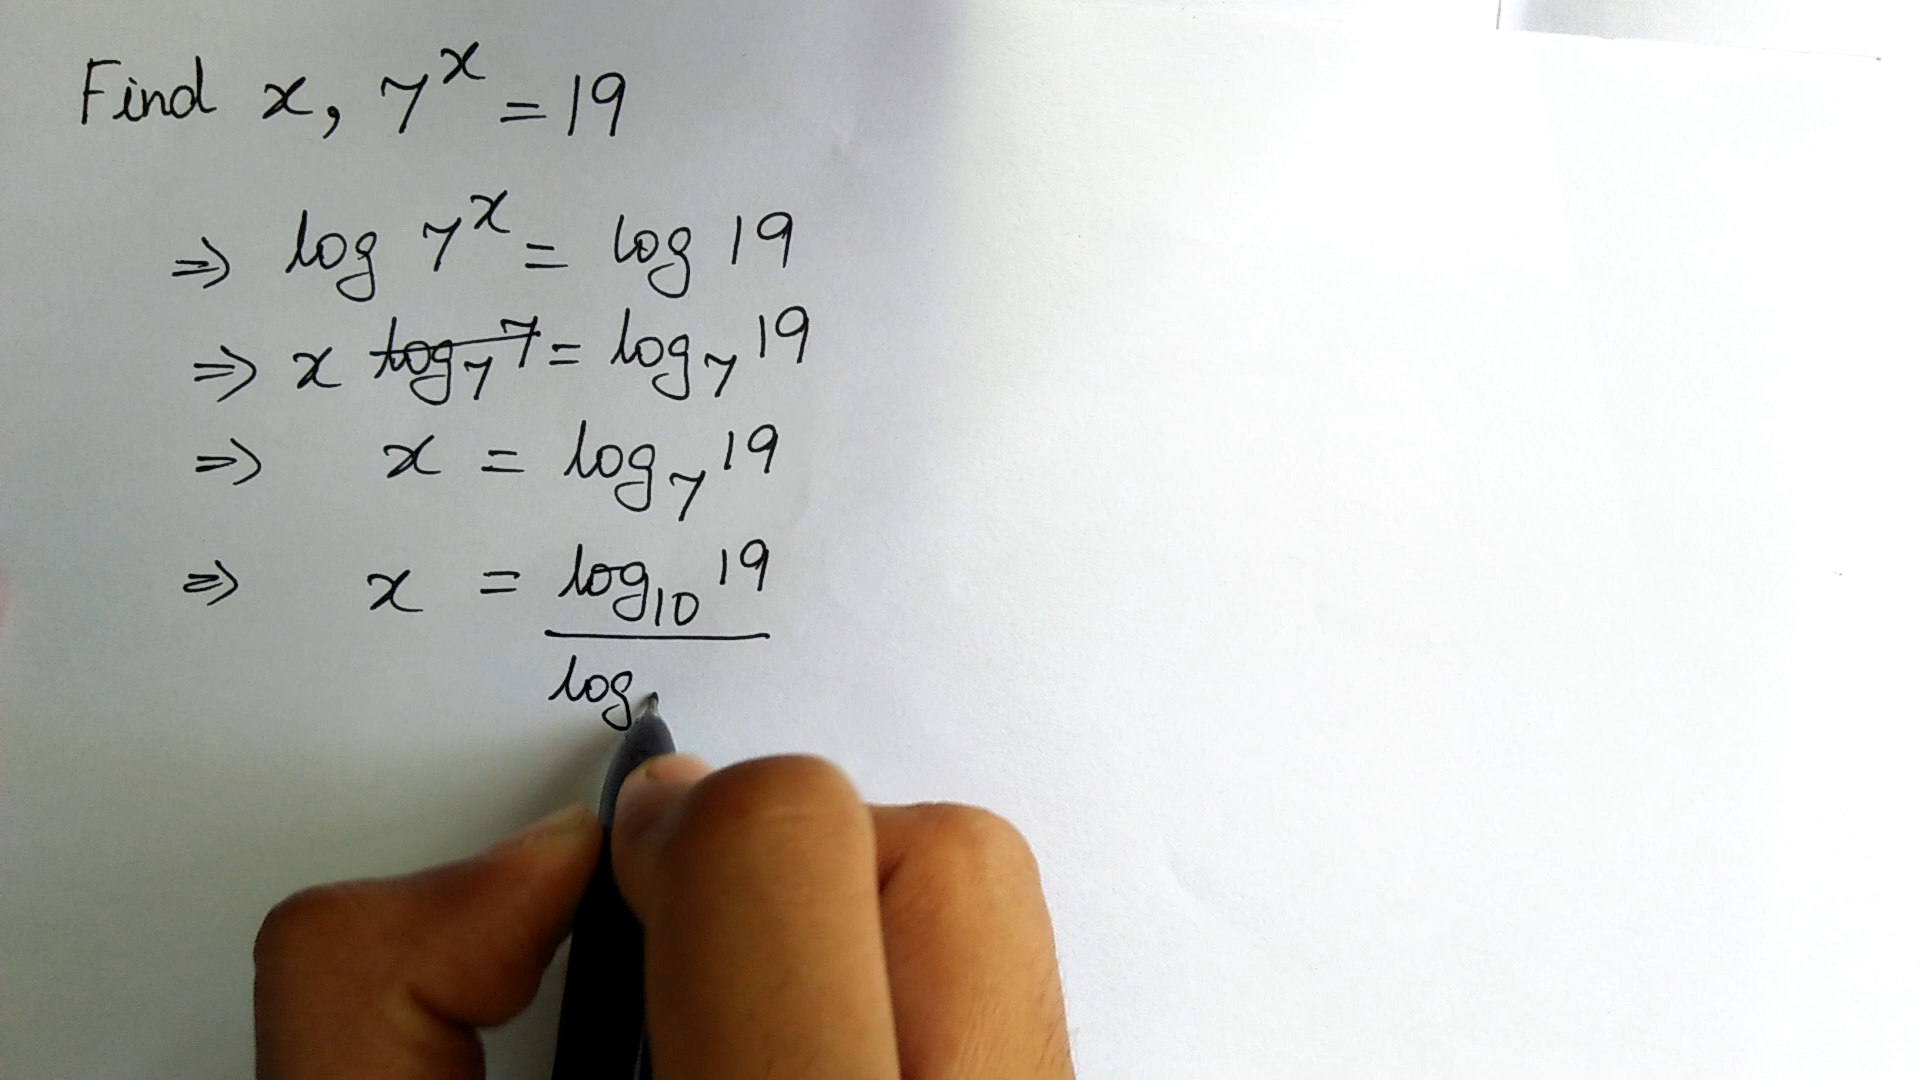 Find x, 7^x = 19
⇒ log 7^x = log 19
⇒ x log₇ 7 = log₇ 19
⇒ x = log₇ 19
⇒ x = log₁₀ 19
log